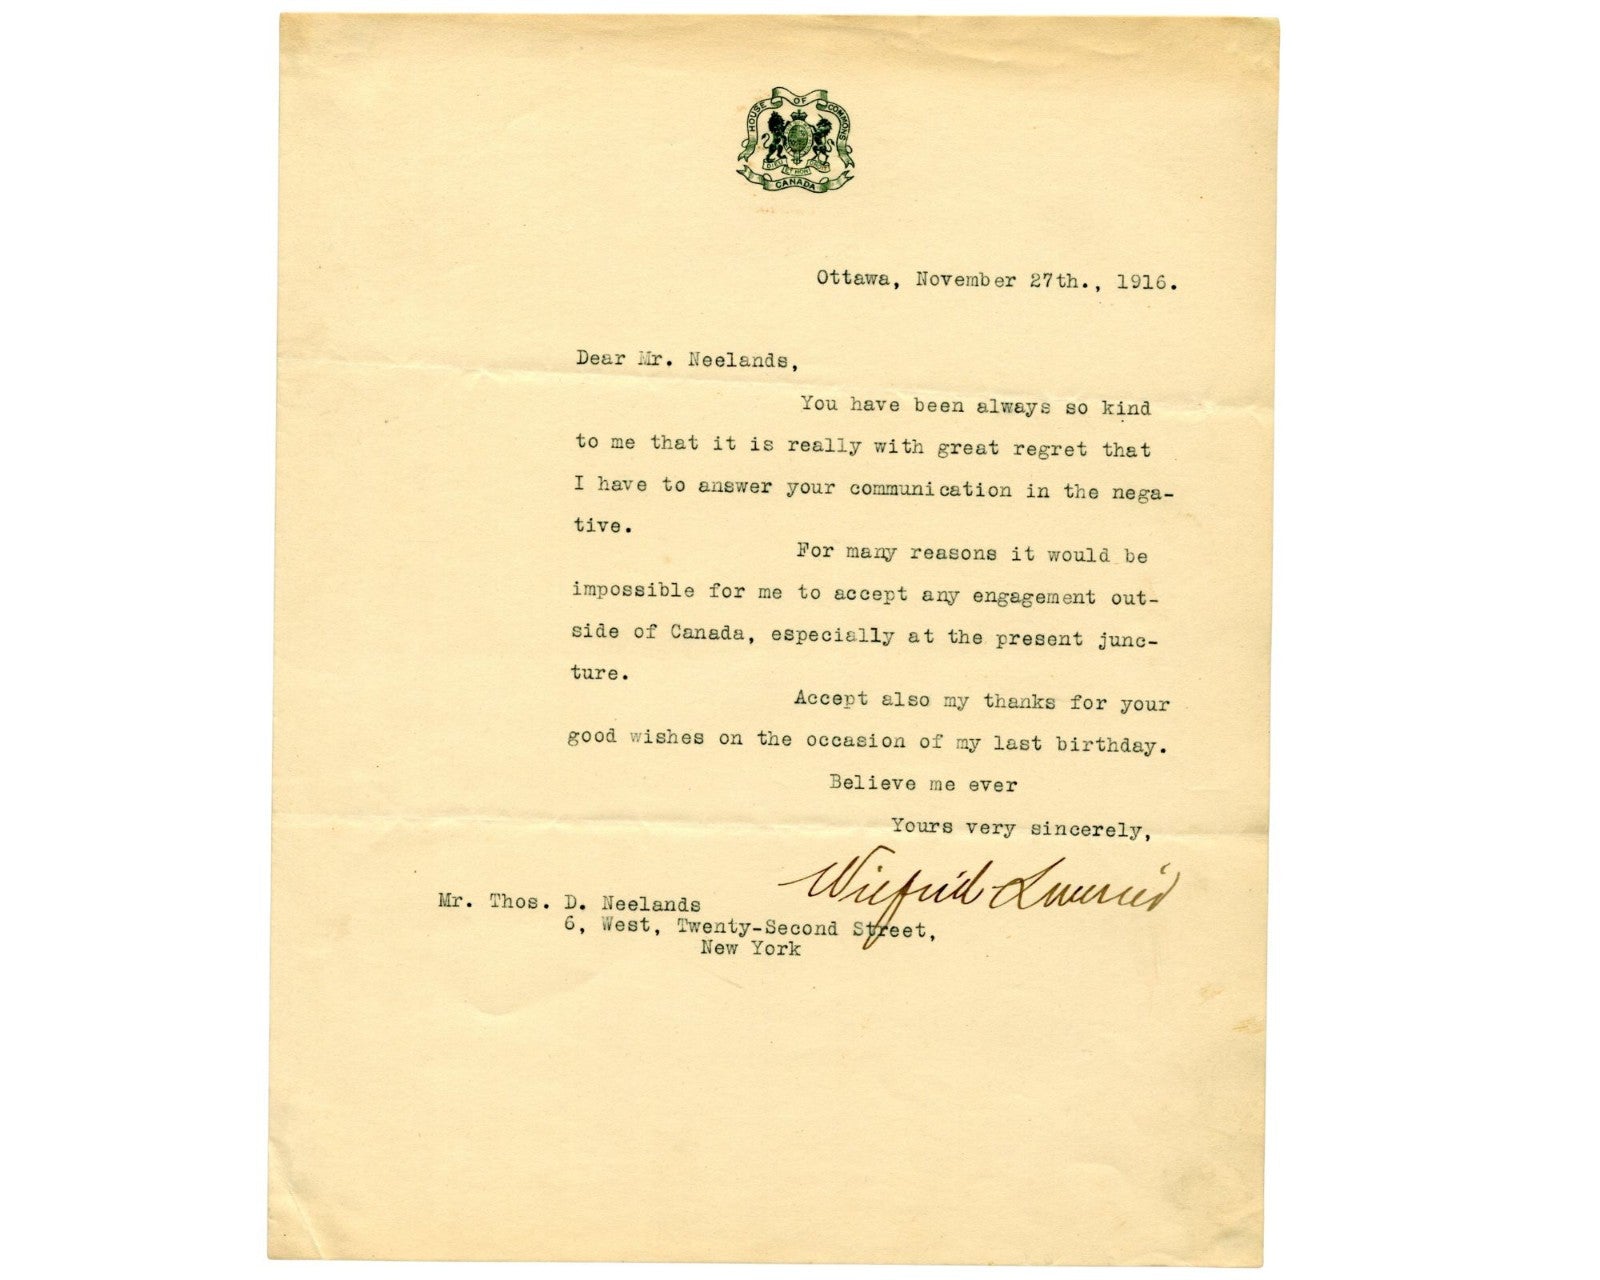 HOUSE OF COMMONS
DIEU ET MON DROIT
CANADA
Ottawa, November 27th., 1916.
Dear Mr. Neelands,
You have been always so kind
to me that it is really with great regret that
I have to answer your communication in the nega-
tive.
For many reasons it would be
impossible for me to accept any engagement out-
side of Canada, especially at the present junc-
ture.
Accept also my thanks for your
good wishes on the occasion of my last birthday.
Believe me ever
Yours very sincerely,
Wilfrid Laurier
Mr. Thos. D. Neelands
6, West, Twenty-Second Street,
New York